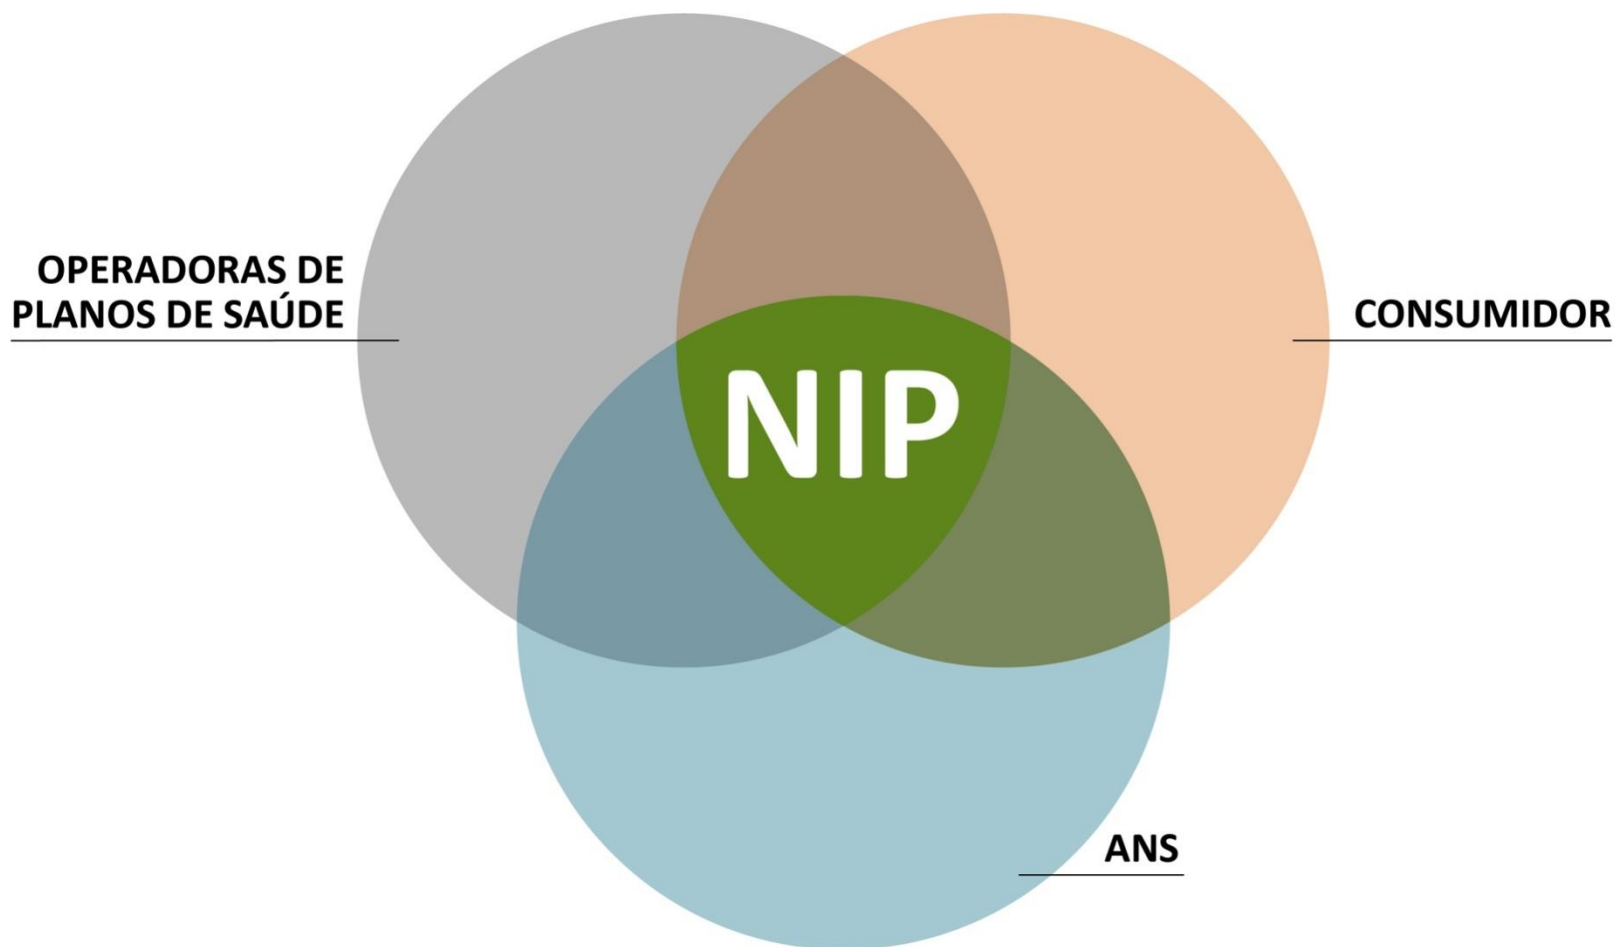 OPERADORAS DE
PLANOS DE SAÚDE
CONSUMIDOR
NIP
ANS